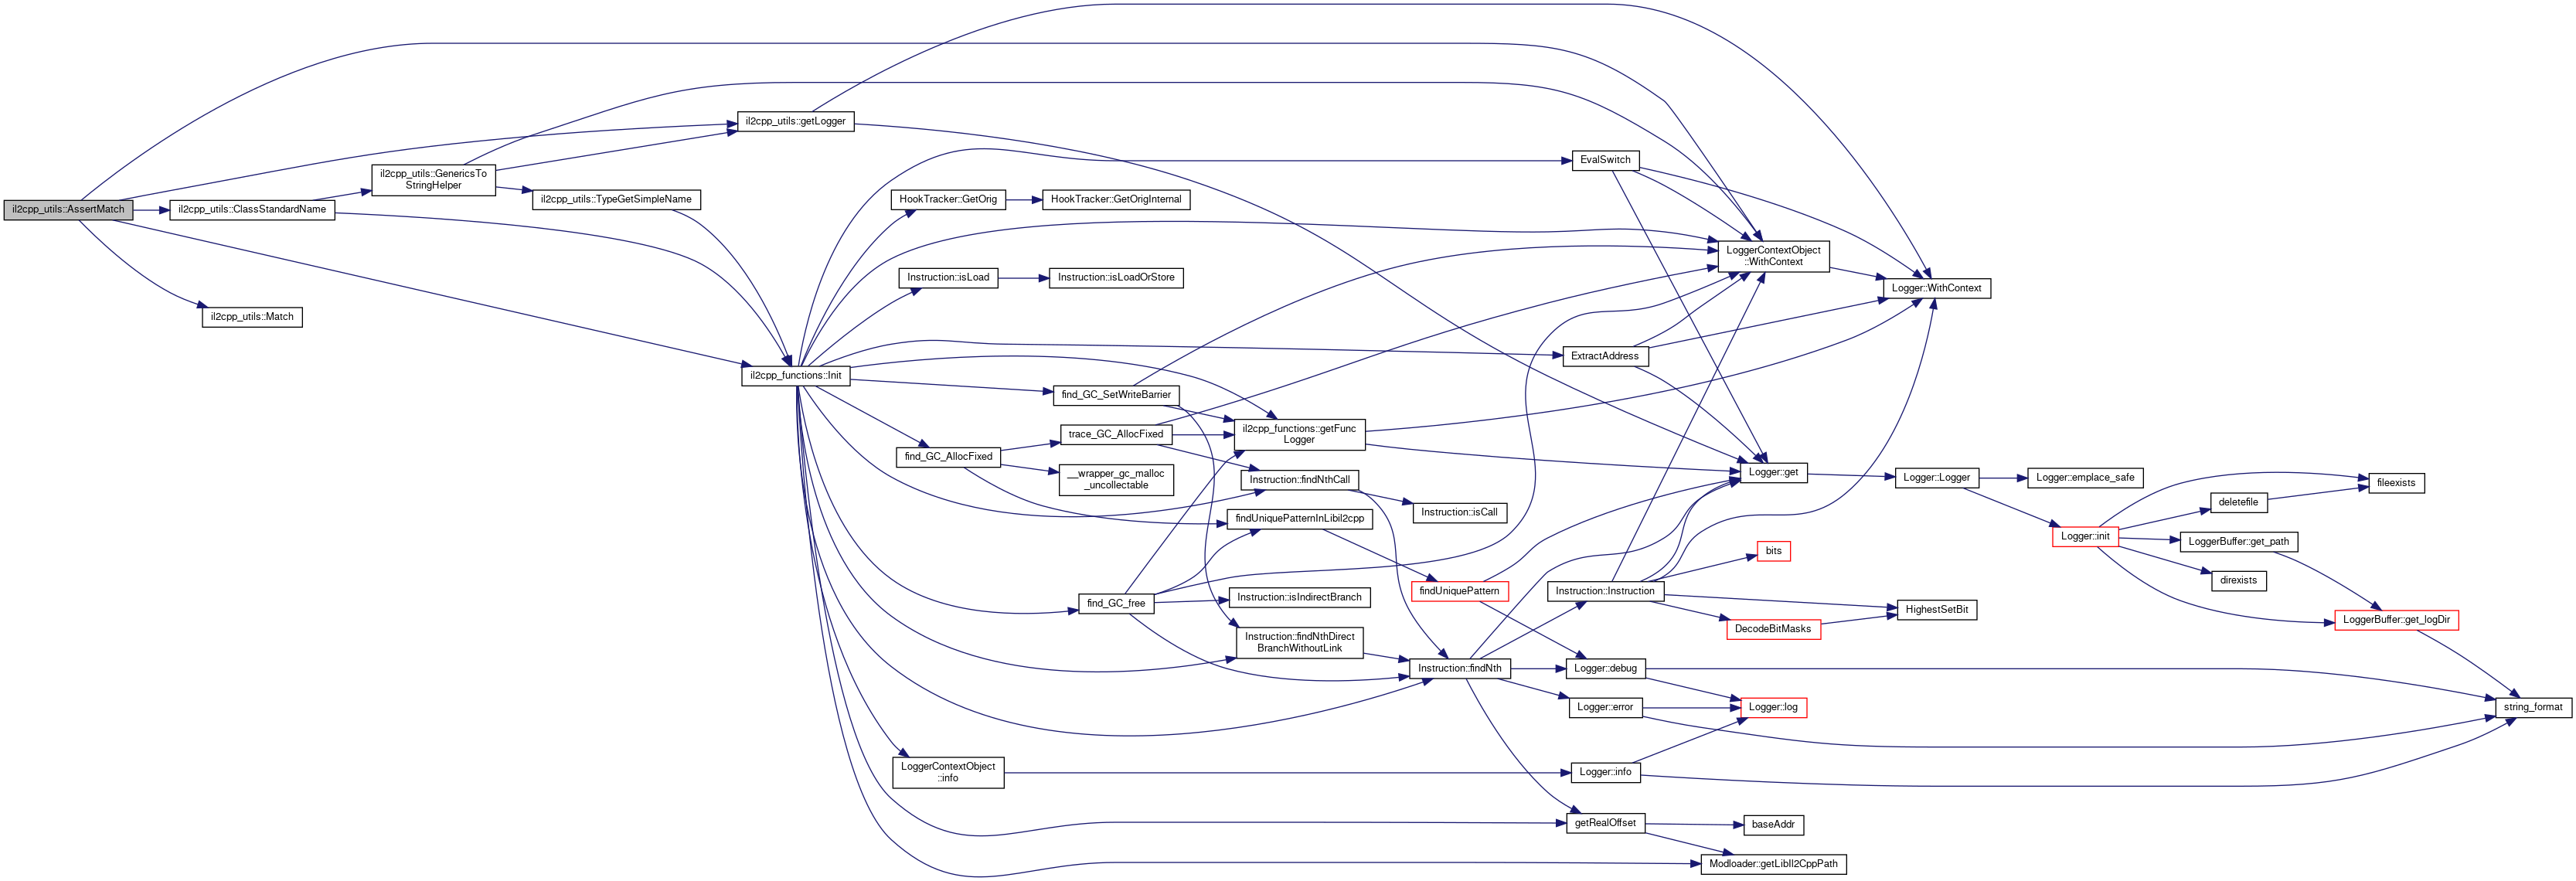 il2cpp_utils::AssertMatch
il2cpp_utils::ClassStandardName
il2cpp_utils::Match
il2cpp_utils::GenericsTo
StringHelper
il2cpp_utils::TypeGetSimpleName
il2cpp_utils::getLogger
il2cpp_functions::Init
HookTracker::GetOrig
HookTracker::GetOrigInternal
Instruction::isLoad
Instruction::isLoadOrStore
find_GC_SetWriteBarrier
find_GC_AllocFixed
trace_GC_AllocFixed
__wrapper_gc_malloc
_uncollectable
find_GC_free
LoggerContextObject
::info
il2cpp_functions::getFunc
Logger
Instruction::findNthCall
findUniquePatternInLibil2cpp
Instruction::isIndirectBranch
Instruction::findNthDirect
BranchWithoutLink
Instruction::isCall
findUniquePattern
Instruction::findNth
EvalSwitch
ExtractAddress
Instruction::Instruction
Logger::debug
Logger::error
Logger::info
getRealOffset
LoggerContextObject
::WithContext
Logger::get
bits
DecodeBitMasks
Logger::log
baseAddr
Modloader::getLibIl2CppPath
Logger::WithContext
Logger::Logger
HighestSetBit
Logger::emplace_safe
Logger::init
deletefile
LoggerBuffer::get_path
direxists
fileexists
LoggerBuffer::get_logDir
string_format